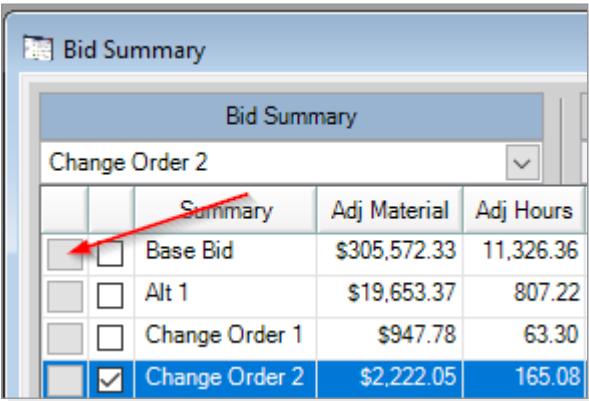 Bid Summary
Bid Summary
Change Order 2
Summary Adj Material Adj Hours
Base Bid $305,572.33 11,326.36
Alt 1 $19,653.37 807.22
Change Order 1 $947.78 63.30
Change Order 2 $2,222.05 165.08